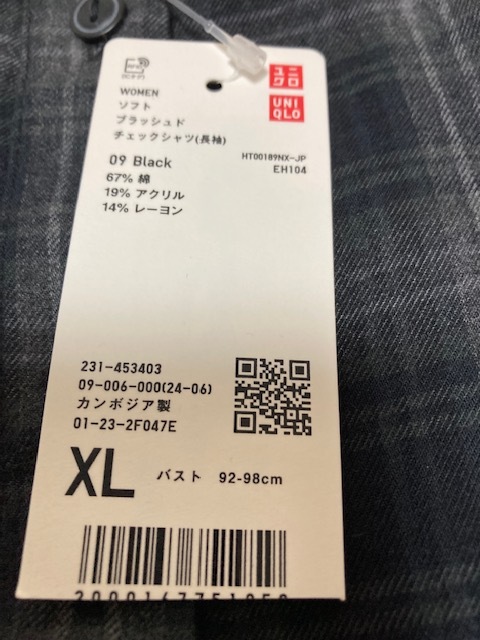 ユニ
クロ
UNI
QLO
WOMEN
ソフト
ブラッシュド
チェックシャツ(長袖)
HT00189NX-JP
09 Black
EH104
67% 綿
19% アクリル
14% レーヨン
231-453403
09-006-000(24-06)
カンボジア製
01-23-2F047E
XL バスト 92-98cm